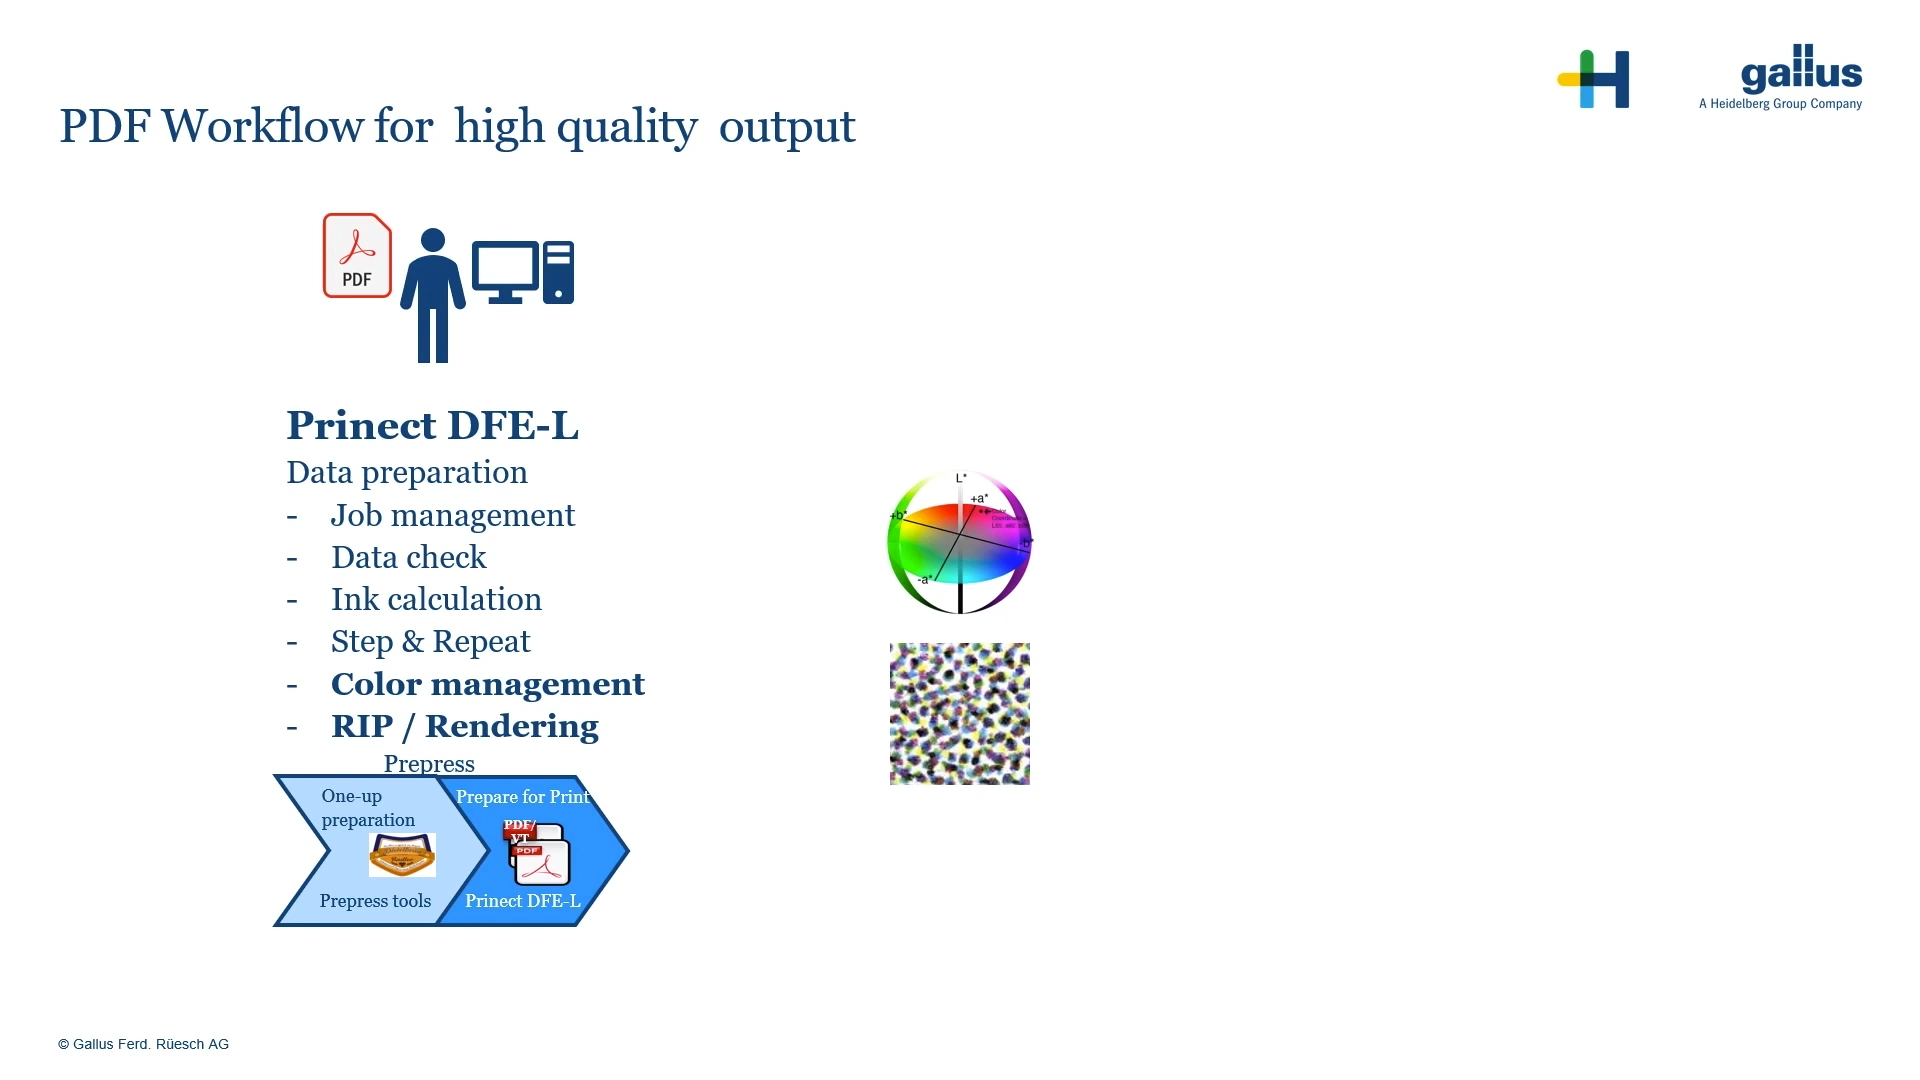 gallus
A Heidelberg Group Company
PDF Workflow for high quality output
PDF
Prinect DFE-L
Data preparation
- Job management
- Data check
- Ink calculation
- Step & Repeat
- Color management
- RIP / Rendering
L*
+a*
+b*
-b*
-a*
Prepress
One-up
preparation
Prepress tools
Prepare for Print
PDF/
VT
PDF
Prinect DFE-L
© Gallus Ferd. Rüesch AG